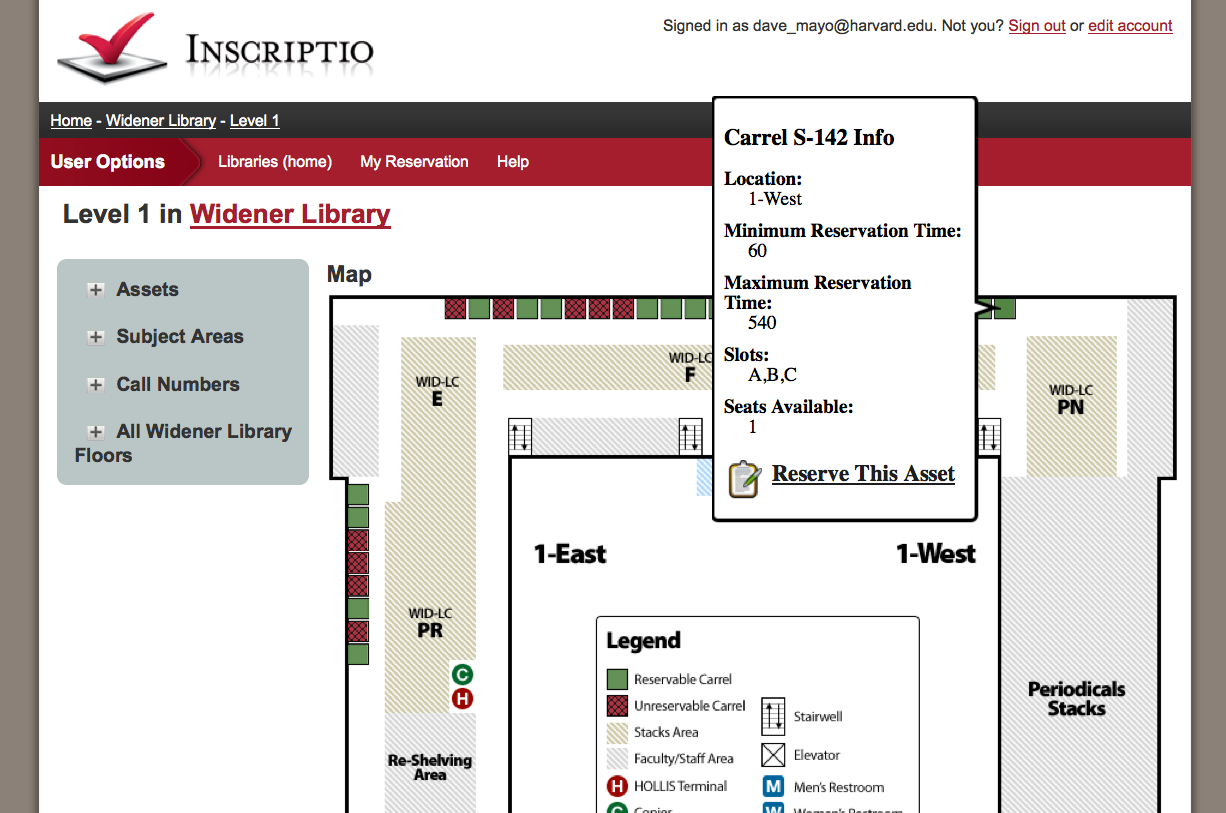 Signed in as dave_mayo@harvard.edu. Not you? Sign out or edit account
INSCRIPTIO
Home - Widener Library - Level 1
User Options
Libraries (home)
My Reservation
Help
Level 1 in Widener Library
Assets
Subject Areas
Call Numbers
All Widener Library
Floors
Map
Carrel S-142 Info
Location:
1-West
Minimum Reservation Time:
60
Maximum Reservation
Time:
540
Slots:
A,B,C
Seats Available:
1
Reserve This Asset
WID-LC
E
WID-LC
F
WID-LC
PN
1-East
1-West
WID-LC
PR
C
H
Re-Shelving
Area
Periodicals
Stacks
Legend
Reservable Carrel
Unreservable Carrel
Stacks Area
Faculty/Staff Area
H HOLLIS Terminal
C Copier
Stairwell
Elevator
M Men's Restroom
W Women's Restroom